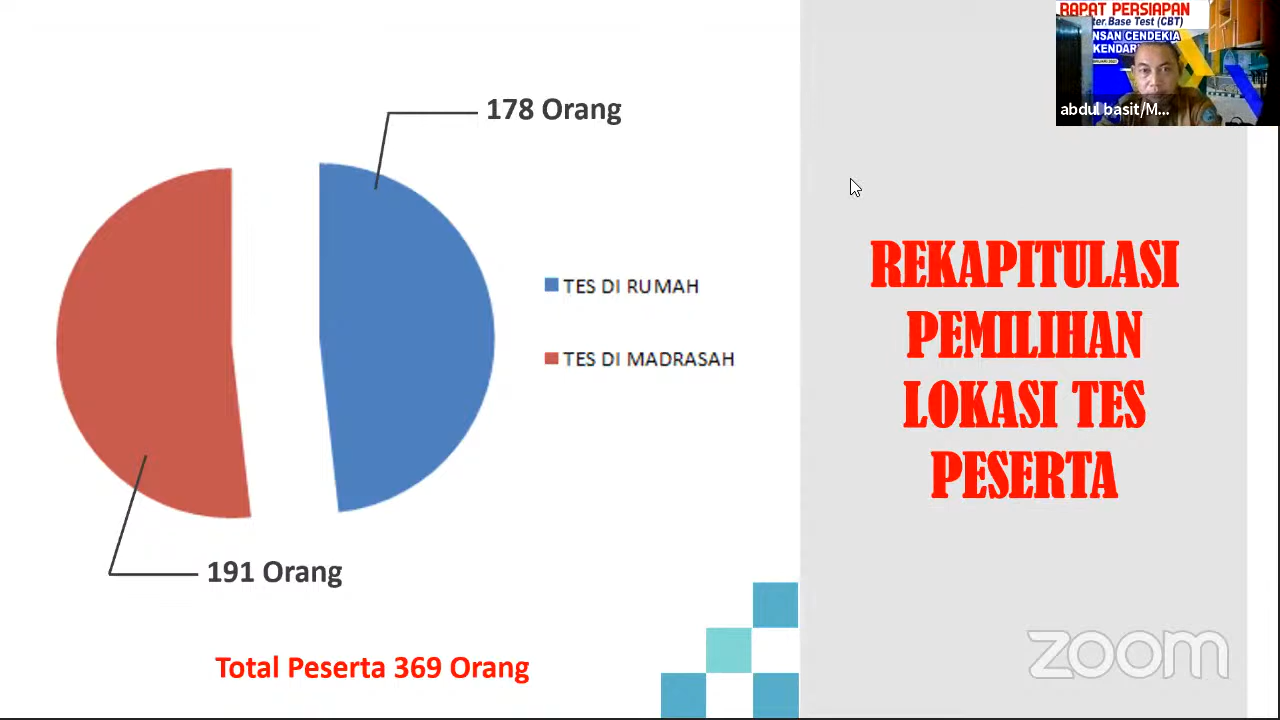 178 Orang
TES DI RUMAH
TES DI MADRASAH
191 Orang
Total Peserta 369 Orang
RAPAT PERSIAPAN
ter Base Test (CBT)
NSAN CENDEKIA
KENDAR
abdul basit/M...
REKAPITULASI
PEMILIHAN
LOKASI TES
PESERTA
zoom